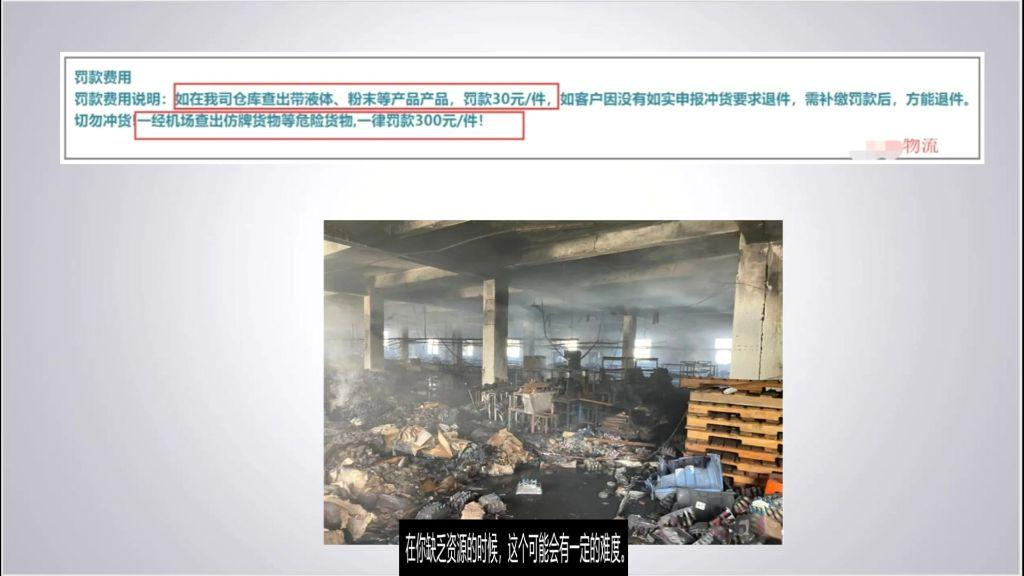 罚款费用
罚款费用说明：如在我司仓库查出带液体、粉末等产品产品，罚款30元/件，如客户因没有如实申报冲货要求退件，需补缴罚款后，方能退件。
切勿冲货!一经机场查出仿牌货物等危险货物,一律罚款300元/件!
物流
在你缺乏资源的时候，这个可能会有一定的难度。